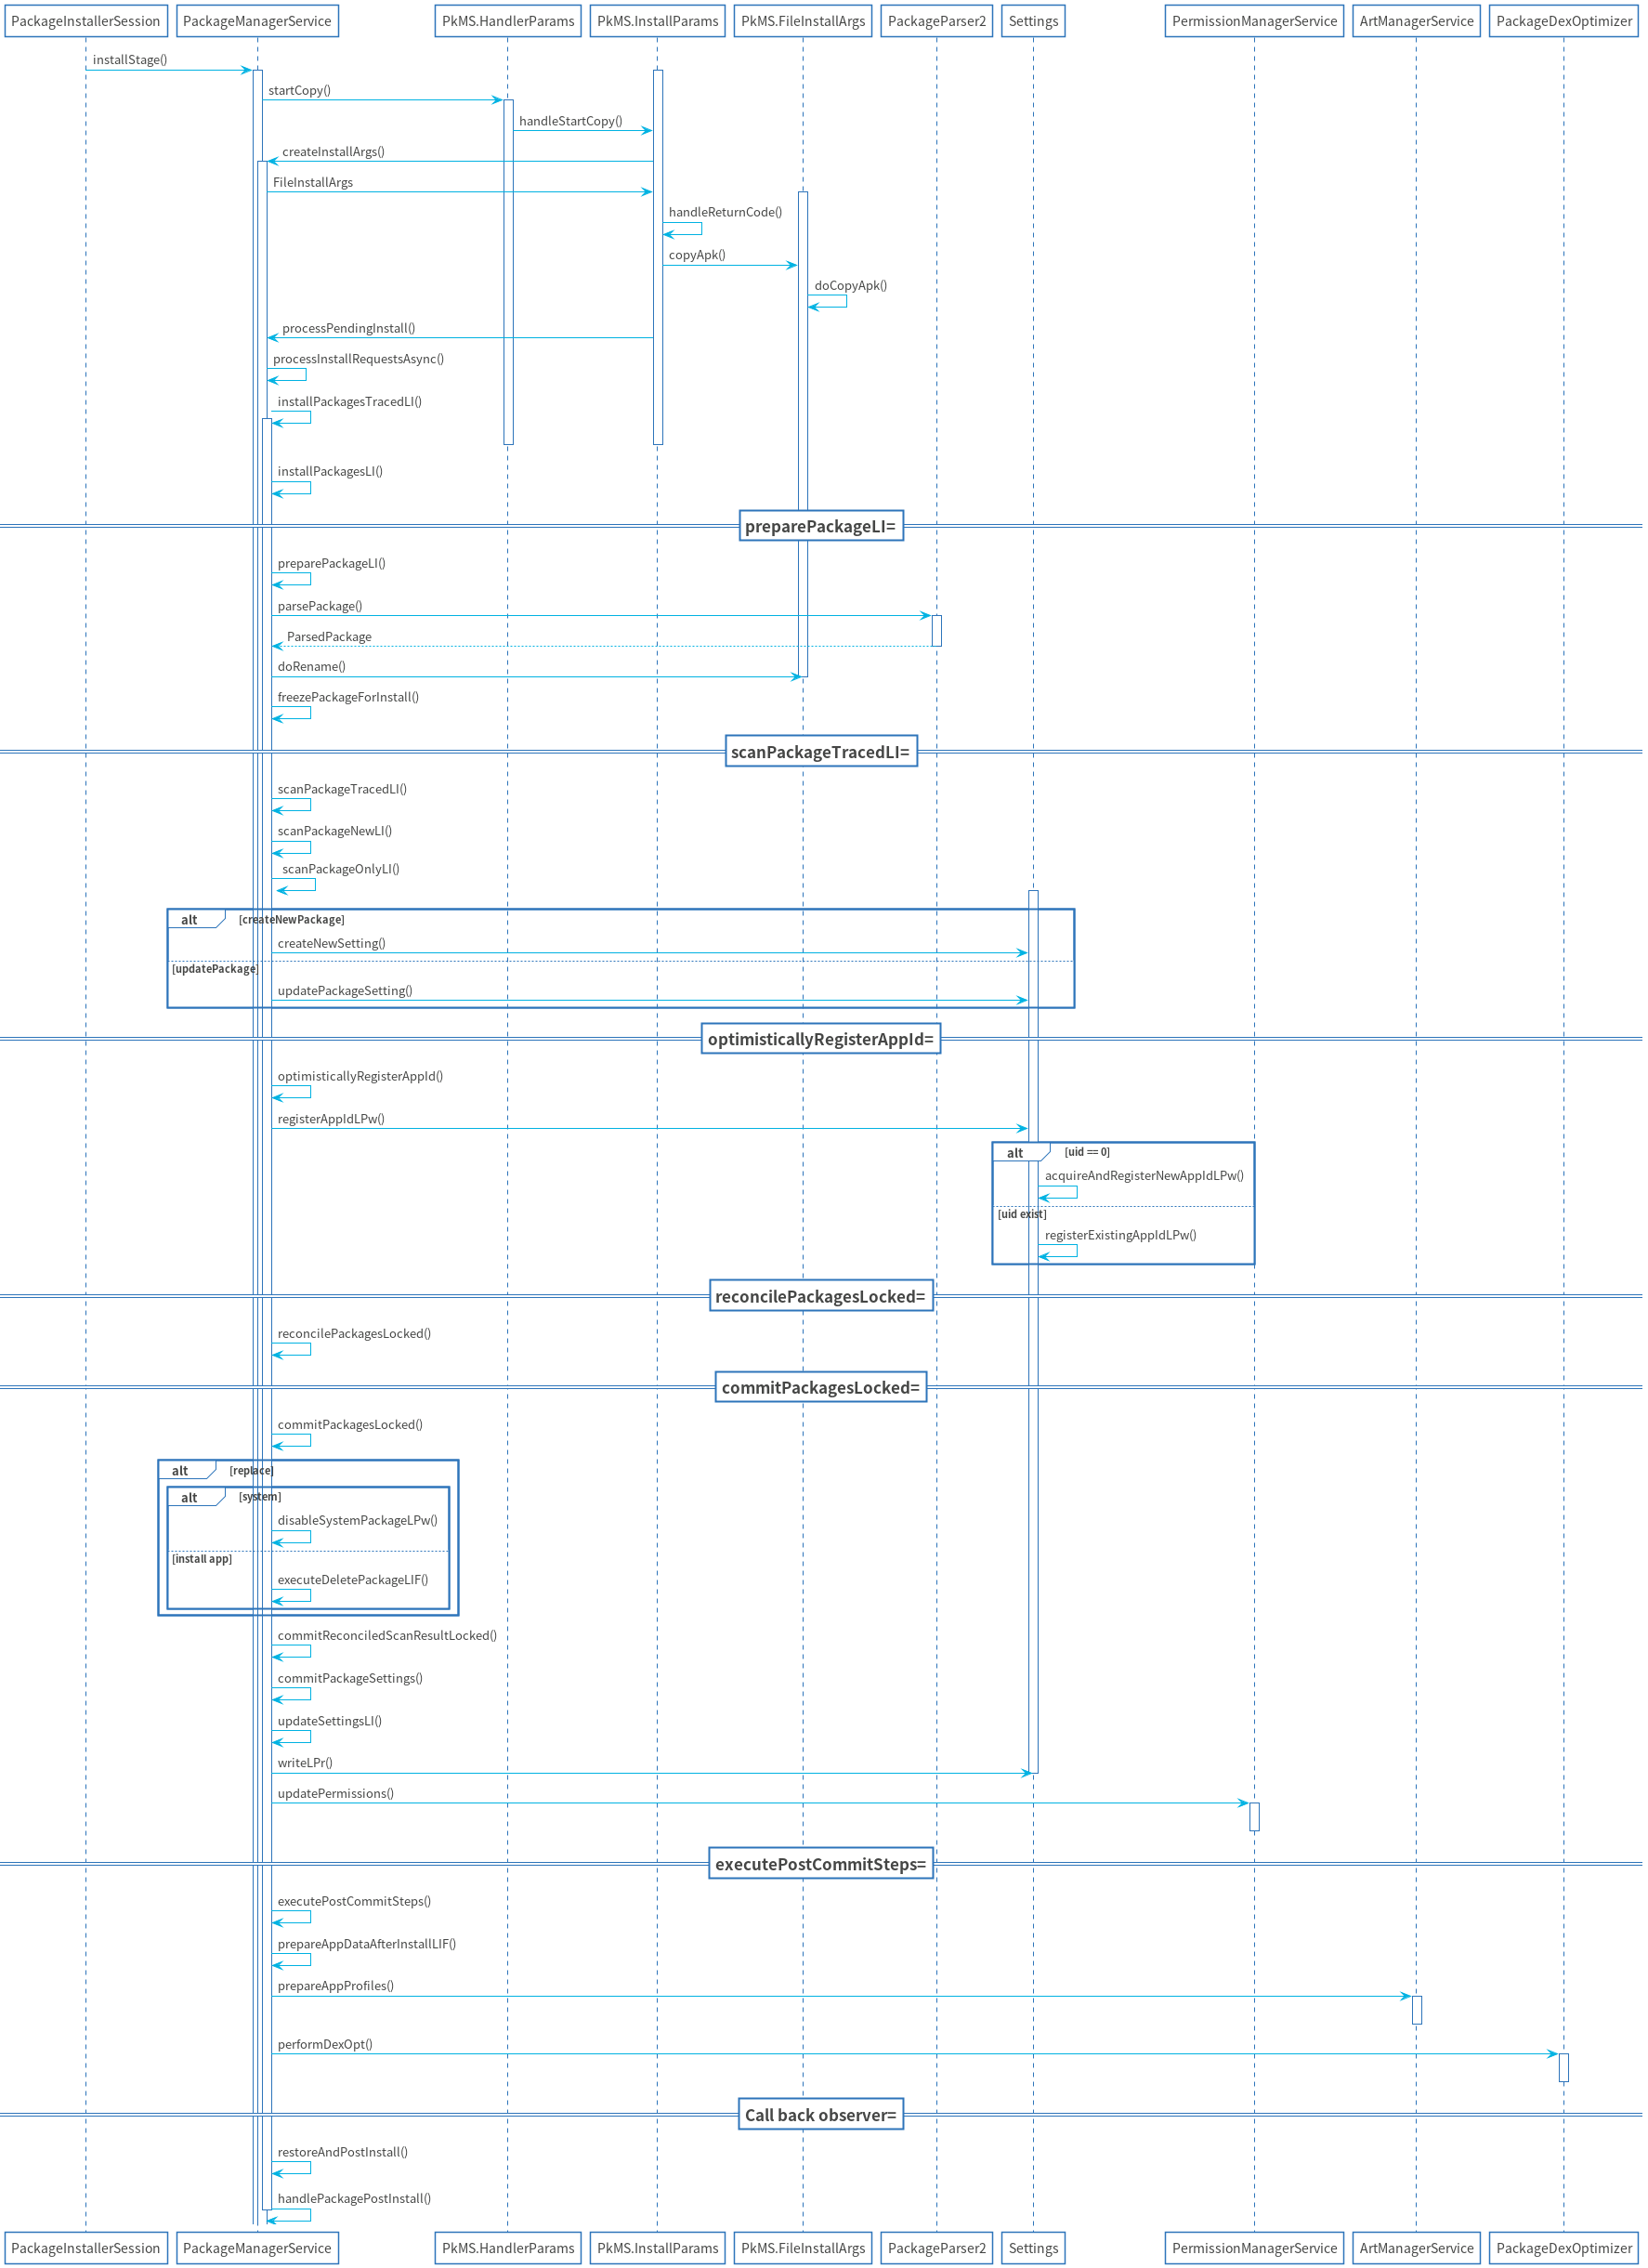 PackageInstallerSession
PackageManagerService
PkMS.HandlerParams
PkMS.InstallParams
PkMS.FileInstallArgs
PackageParser2
Settings
PermissionManagerService
ArtManagerService
PackageDexOptimizer
installStage()
startCopy()
handleStartCopy()
createInstallArgs()
FileInstallArgs
handleReturnCode()
copyApk()
doCopyApk()
processPendingInstall()
processInstallRequestsAsync()
installPackagesTracedLI()
installPackagesLI()
preparePackageLI=
preparePackageLI()
parsePackage()
ParsedPackage
doRename()
freezePackageForInstall()
scanPackageTracedLI=
scanPackageTracedLI()
scanPackageNewLI()
scanPackageOnlyLI()
alt [createNewPackage]
createNewSetting()
[updatePackage]
updatePackageSetting()
optimisticallyRegisterAppId=
optimisticallyRegisterAppId()
registerAppIdLPw()
alt [uid == 0]
acquireAndRegisterNewAppIdLPw()
[uid exist]
registerExistingAppIdLPw()
reconcilePackagesLocked=
reconcilePackagesLocked()
commitPackagesLocked=
commitPackagesLocked()
alt [replace]
alt [system]
disableSystemPackageLPw()
[install app]
executeDeletePackageLIF()
commitReconciledScanResultLocked()
commitPackageSettings()
updateSettingsLI()
writeLPr()
updatePermissions()
executePostCommitSteps=
executePostCommitSteps()
prepareAppDataAfterInstallLIF()
prepareAppProfiles()
performDexOpt()
Call back observer=
restoreAndPostInstall()
handlePackagePostInstall()
PackageInstallerSession
PackageManagerService
PkMS.HandlerParams
PkMS.InstallParams
PkMS.FileInstallArgs
PackageParser2
Settings
PermissionManagerService
ArtManagerService
PackageDexOptimizer